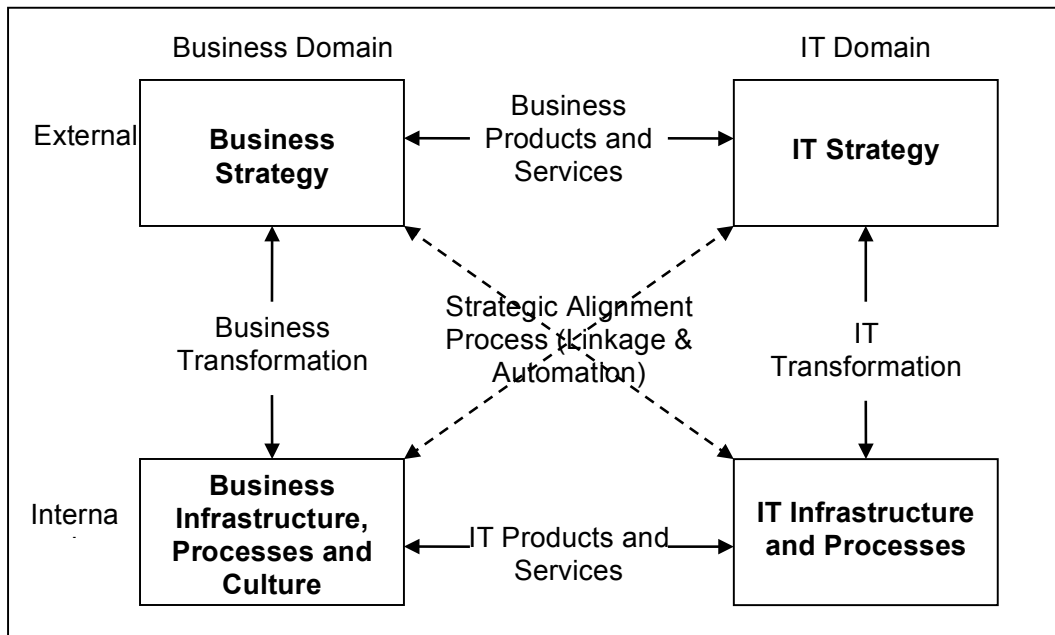 Business Domain
IT Domain
External
Business
Strategy
Business
Products and
Services
IT Strategy
Business
Transformation
Strategic Alignment
Process (Linkage &
Automation)
IT
Transformation
Interna
Business
Infrastructure,
Processes and
Culture
IT Products and
Services
IT Infrastructure
and Processes